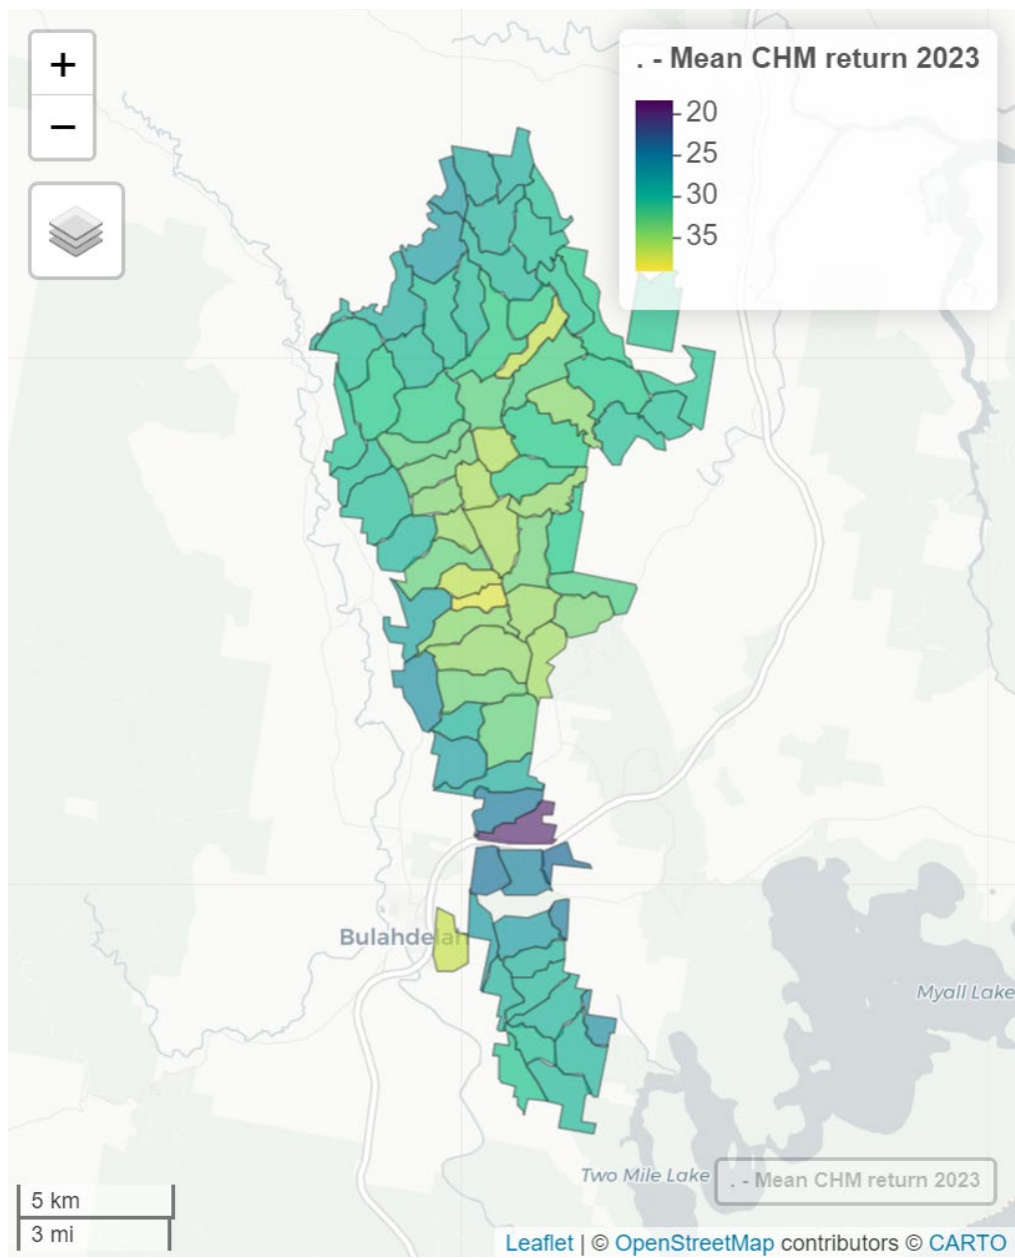 +
−
. - Mean CHM return 2023
20
25
30
35
Bulahdelah
Myall Lake
Two Mile Lake
. - Mean CHM return 2023
5 km
3 mi
Leaflet | © OpenStreetMap contributors © CARTO